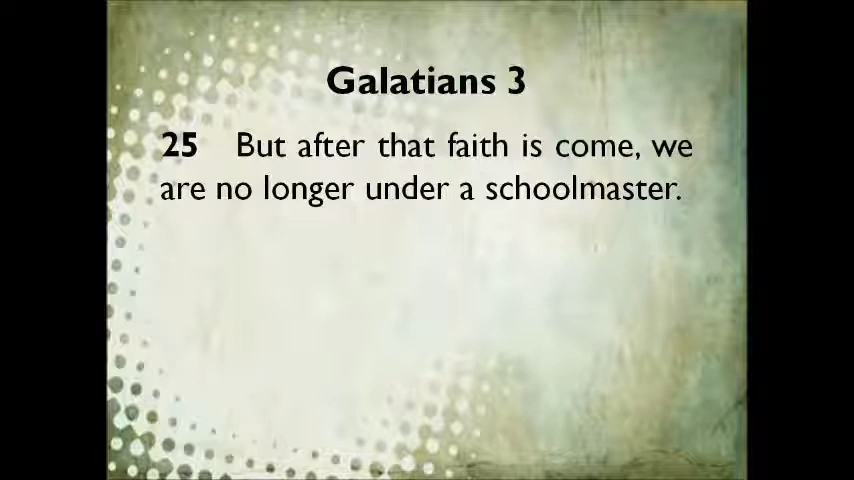 Galatians 3
25 But after that faith is come, we
are no longer under a schoolmaster.